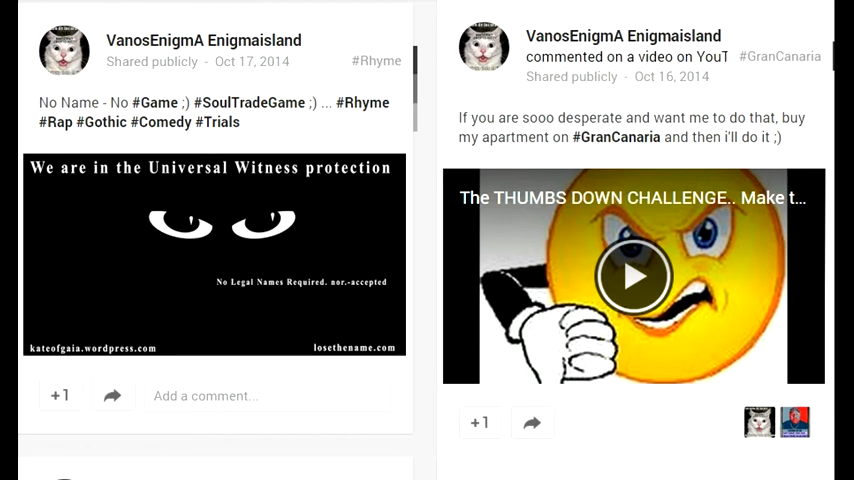 VanosEnigmA Enigmaisland
Shared publicly - Oct 17, 2014
#Rhyme
No Name - No #Game ;) #SoulTradeGame ;) ... #Rhyme
#Rap #Gothic #Comedy #Trials
We are in the Universal Witness protection
No Legal Names Required. nor.-accepted
kateofgaia.wordpress.com
losethename.com
+1
Add a comment...
VanosEnigmA Enigmaisland
commented on a video on YouT
#GranCanaria
Shared publicly - Oct 16, 2014
If you are sooo desperate and want me to do that, buy
my apartment on #GranCanaria and then i'll do it ;)
The THUMBS DOWN CHALLENGE.. Make t...
+1